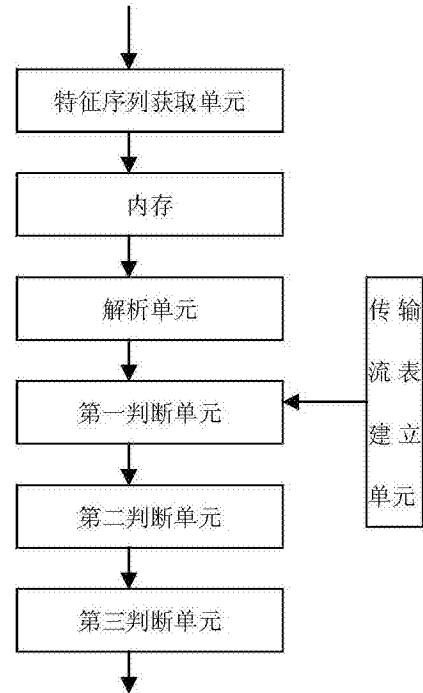 特征序列获取单元
内存
解析单元
第一判断单元
第二判断单元
第三判断单元
传输
流表
建立
单元